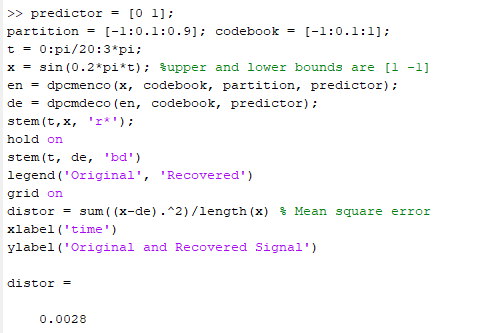 >> predictor = [0 1];
partition = [-1:0.1:0.9]; codebook = [-1:0.1:1];
t = 0:pi/20:3*pi;
x = sin(0.2*pi*t); %upper and lower bounds are [1 -1]
en = dpcmenco(x, codebook, partition, predictor);
de = dpcmdeco(en, codebook, predictor);
stem(t,x, 'r*');
hold on
stem(t, de, 'bd')
legend('Original', 'Recovered')
grid on
distor = sum((x-de).^2)/length(x) % Mean square error
xlabel('time')
ylabel('Original and Recovered Signal')
distor =
0.0028